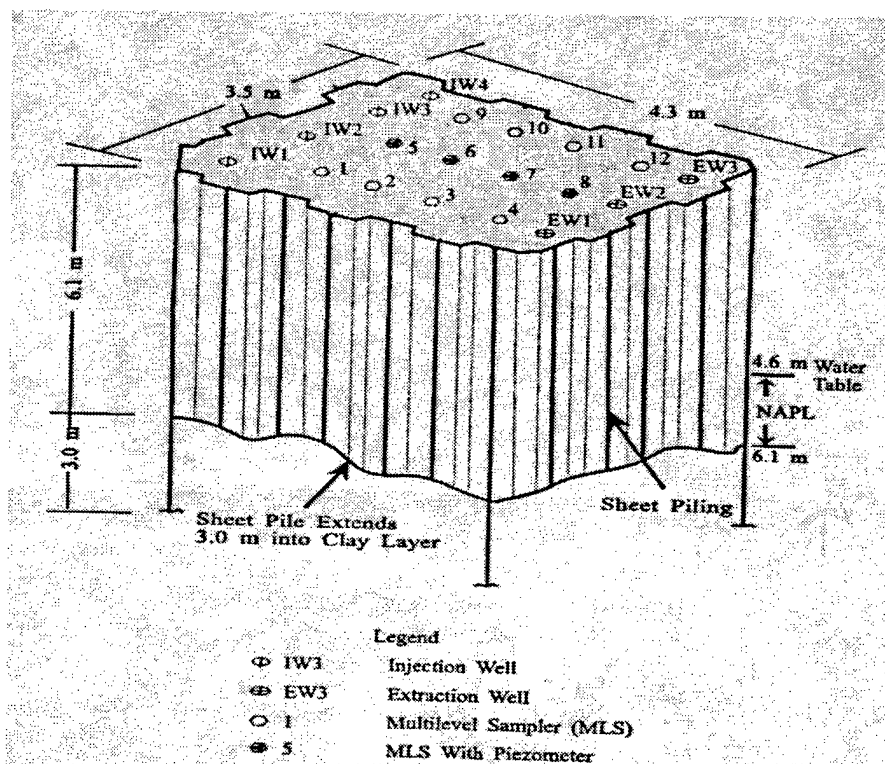 3.5 m
4.3 m
IW4
IW3
9
IW2
10
5
11
IW1
6
12
1
7
EW3
2
8
3
EW2
4
EW1
6.1 m
4.6 m Water
Table
NAPL
3.0 m
6.1 m
Sheet Pile Extends
3.0 m into Clay Layer
Sheet Piling
Legend
IW3 Injection Well
EW3 Extraction Well
1 Multilevel Sampler (MLS)
5 MLS With Piezometer